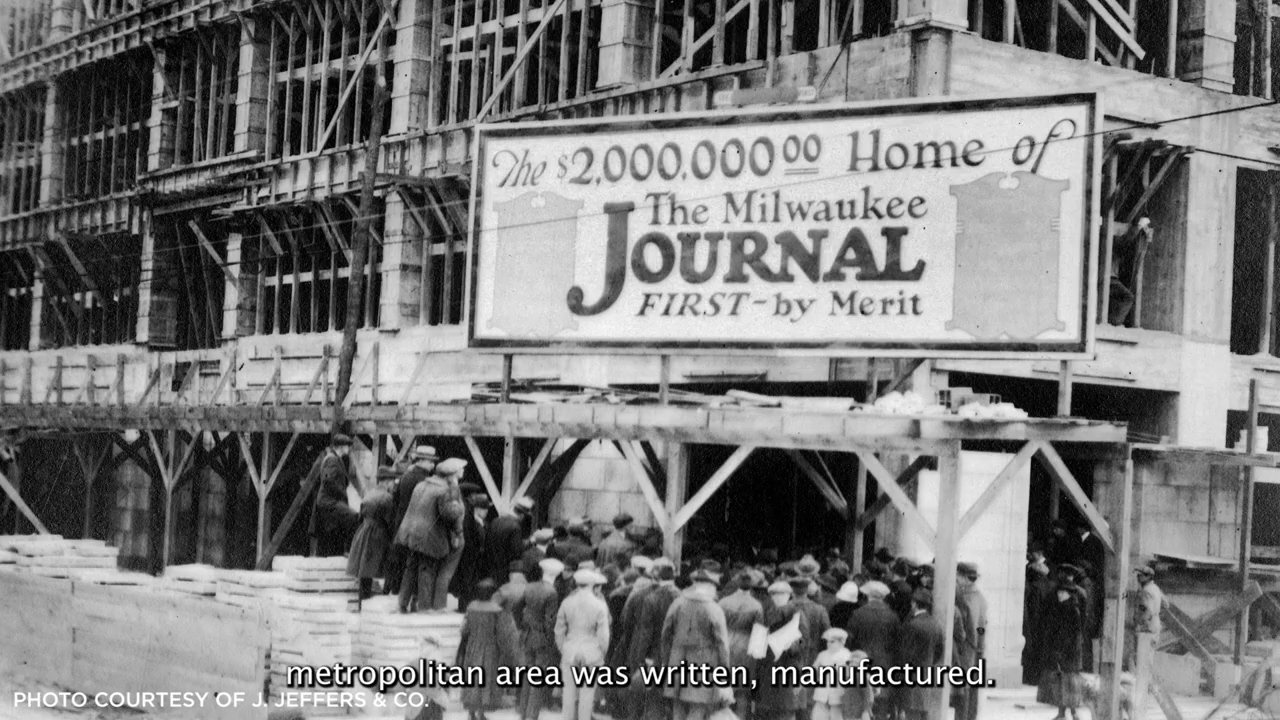 The $2,000,000.00 Home of
The Milwaukee
JOURNAL
FIRST - by Merit
metropolitan area was written, manufactured.
PHOTO COURTESY OF J. JEFFERS & CO.